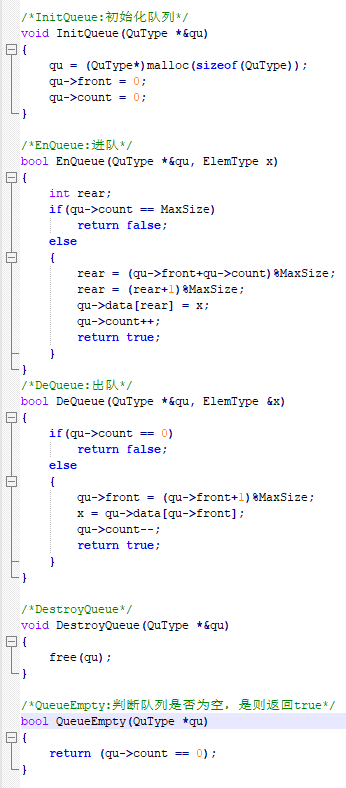 /*InitQueue:初始化队列*/
void InitQueue(QuType *&qu)
{
    qu = (QuType*)malloc(sizeof(QuType));
    qu->front = 0;
    qu->count = 0;
}
/*EnQueue:进队*/
bool EnQueue(QuType *&qu, ElemType x)
{
    int rear;
    if(qu->count == MaxSize)
        return false;
    else
    {
        rear = (qu->front+qu->count)%MaxSize;
        rear = (rear+1)%MaxSize;
        qu->data[rear] = x;
        qu->count++;
        return true;
    }
}
/*DeQueue:出队*/
bool DeQueue(QuType *&qu, ElemType &x)
{
    if(qu->count == 0)
        return false;
    else
    {
        qu->front = (qu->front+1)%MaxSize;
        x = qu->data[qu->front];
        qu->count--;
        return true;
    }
}
/*DestroyQueue*/
void DestroyQueue(QuType *&qu)
{
    free(qu);
}
/*QueueEmpty:判断队列是否为空，是则返回true*/
bool QueueEmpty(QuType *qu)
{
    return (qu->count == 0);
}